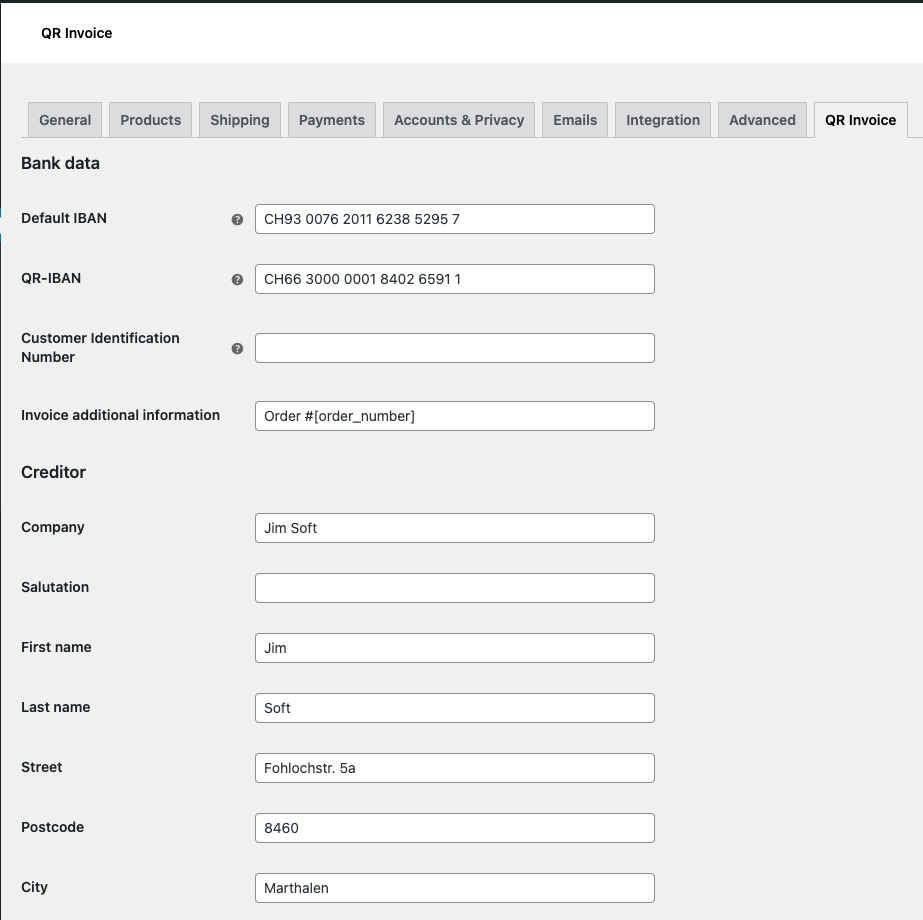 QR Invoice
General Products Shipping Payments Accounts & Privacy Emails Integration Advanced QR Invoice
Bank data
Default IBAN ? CH93 0076 2011 6238 5295 7
QR-IBAN ? CH66 3000 0001 8402 6591 1
Customer Identification
Number ?
Invoice additional information Order #[order_number]
Creditor
Company Jim Soft
Salutation
First name Jim
Last name Soft
Street Fohlochstr. 5a
Postcode 8460
City Marthalen